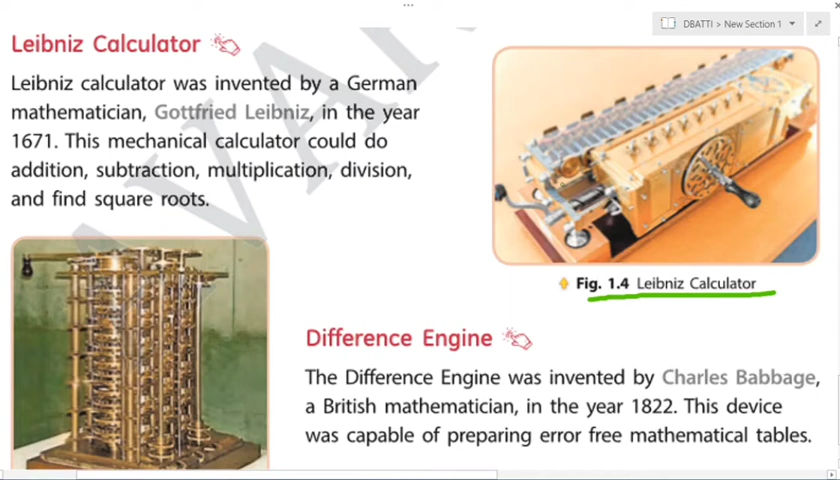 DBATTI > New Section 1
Leibniz Calculator
Leibniz calculator was invented by a German
mathematician, Gottfried Leibniz, in the year
1671. This mechanical calculator could do
addition, subtraction, multiplication, division,
and find square roots.
Fig. 1.4 Leibniz Calculator
Difference Engine
The Difference Engine was invented by Charles Babbage,
a British mathematician, in the year 1822. This device
was capable of preparing error free mathematical tables.